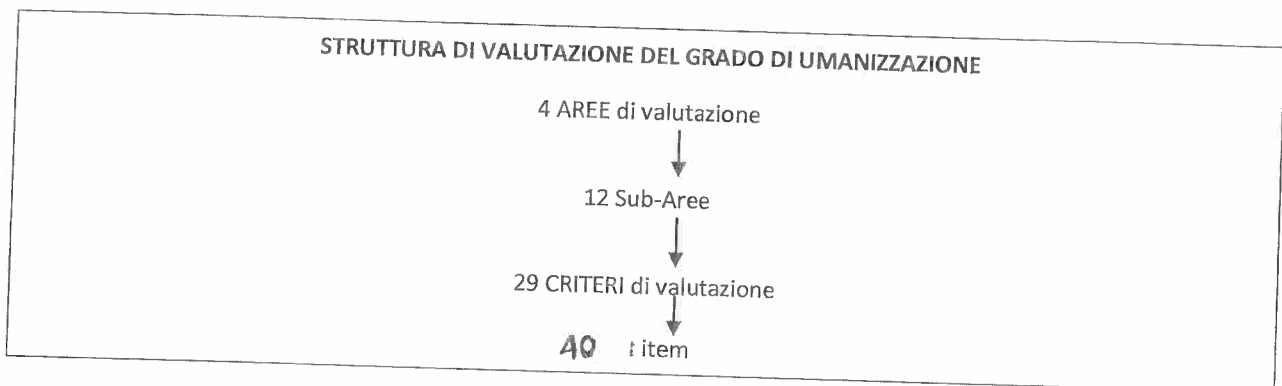 STRUTTURA DI VALUTAZIONE DEL GRADO DI UMANIZZAZIONE
4 AREE di valutazione
12 Sub-Aree
29 CRITERI di valutazione
item